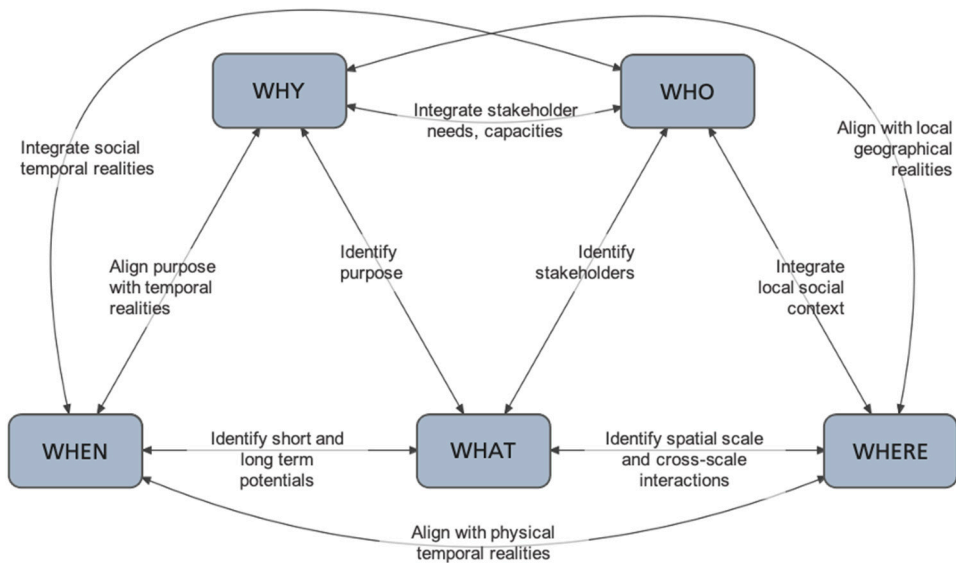 WHY
WHO
Integrate stakeholder
needs, capacities
Integrate social
temporal realities
Align with local
geographical
realities
Align purpose
with temporal
realities
Identify
purpose
Identify
stakeholders
Integrate
local social
context
WHEN
Identify short and
long term
potentials
WHAT
Identify spatial scale
and cross-scale
interactions
WHERE
Align with physical
temporal realities